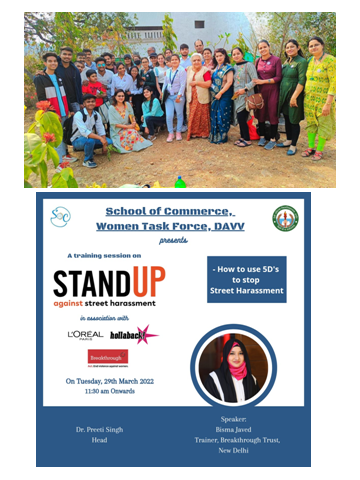 School of Commerce,
Women Task Force, DAVV
presents
A training session on
STANDUP
against street harassment
in association with
L'ORÉAL
PARIS
hollaback!
Breakthrough
On Tuesday, 29th March 2022
11:30 am Onwards
- How to use 5D's
to stop
Street Harassment
Dr. Preeti Singh
Head
Speaker:
Bisma Javed
Trainer, Breakthrough Trust,
New Delhi